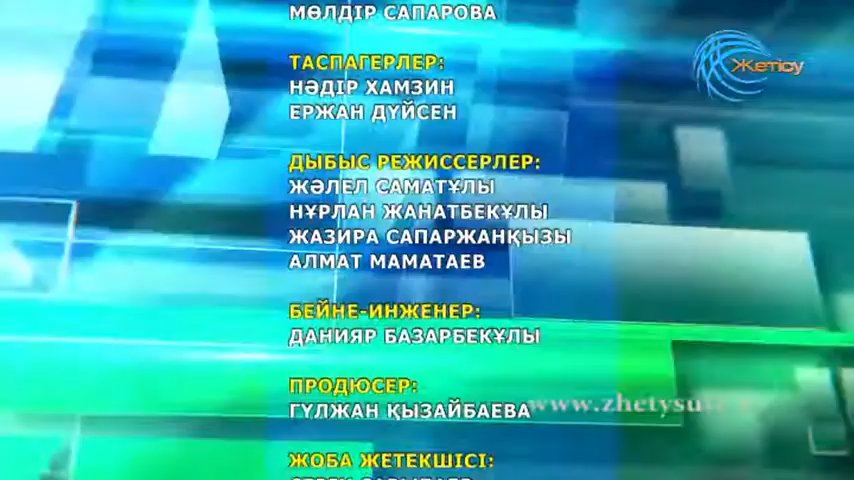 МӨЛДІР САПАРОВА
Жетісу
ТАСПАГЕРЛЕР:
НӘДІР ХАМЗИН
ЕРЖАН ДҮЙСЕН
ДЫБЫС РЕЖИССЕРЛЕР:
ЖӘЛЕЛ САМАТҰЛЫ
НҰРЛАН ЖАНАТБЕКҰЛЫ
ЖАЗИРА САПАРЖАНҚЫЗЫ
АЛМАТ МАМАТАЕВ
БЕЙНЕ-ИНЖЕНЕР:
ДАНИЯР БАЗАРБЕКҰЛЫ
ПРОДЮСЕР:
ГҮЛЖАН ҚЫЗАЙБАЕВА
ЖОБА ЖЕТЕКШІСІ: